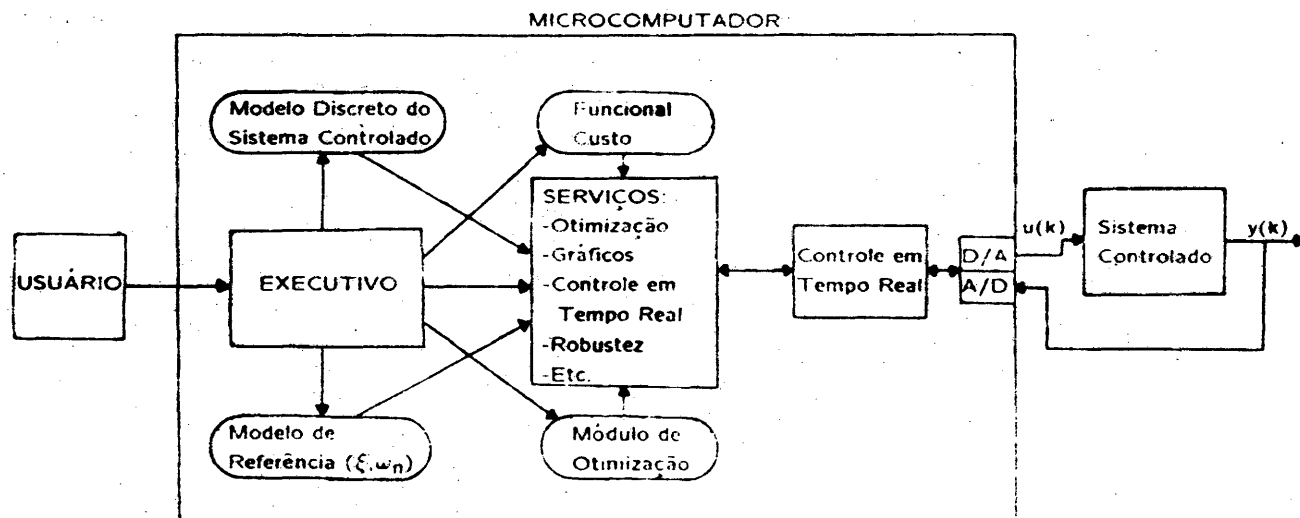 MICROCOMPUTADOR
Modelo Discreto do
Sistema Controlado
Funcional
Custo
USUÁRIO
EXECUTIVO
SERVIÇOS:
-Otimização
-Gráficos
-Controle em
Tempo Real
-Robustez
-Etc.
Controle em
Tempo Real
D/A
A/D
u(k)
Sistema
Controlado
y(k)
Modelo de
Referência (ξ,ωn)
Módulo de
Otimização